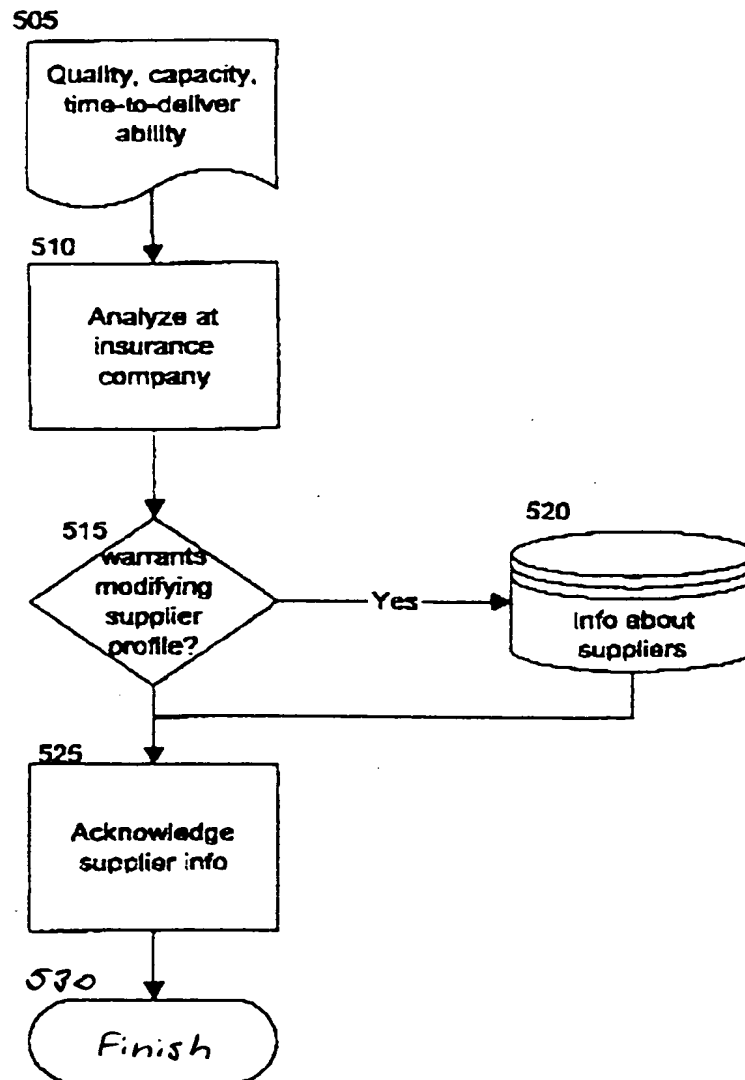 505
Quality, capacity,
time-to-deliver
ability
510
Analyze at
insurance
company
515
warrants
modifying
supplier
profile?
Yes
520
Info about
suppliers
525
Acknowledge
supplier info
530
Finish